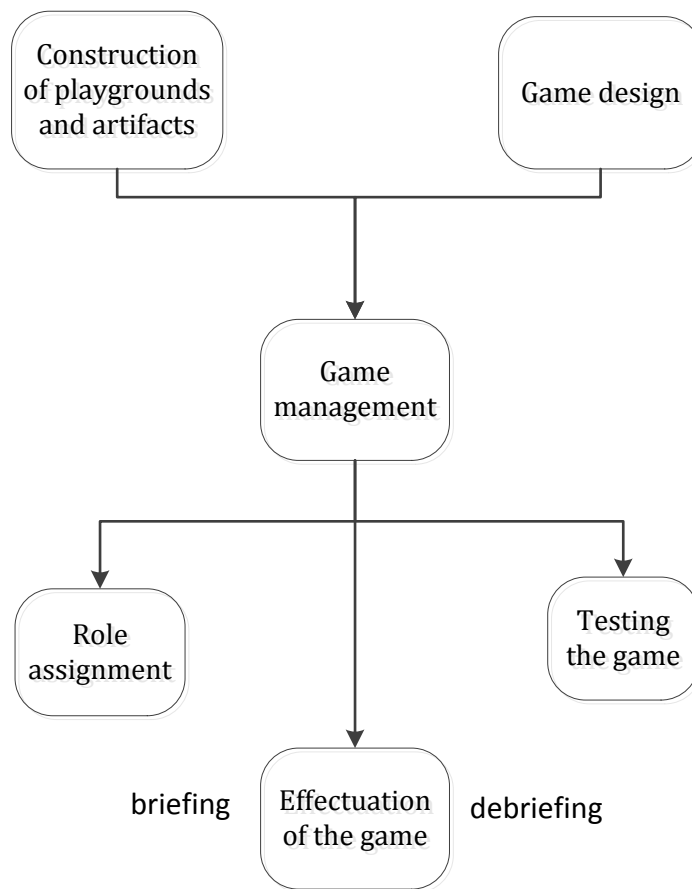 Construction
of playgrounds
and artifacts
Game design
Game
management
Role
assignment
Testing
the game
briefing
Effectuation
of the game
debriefing